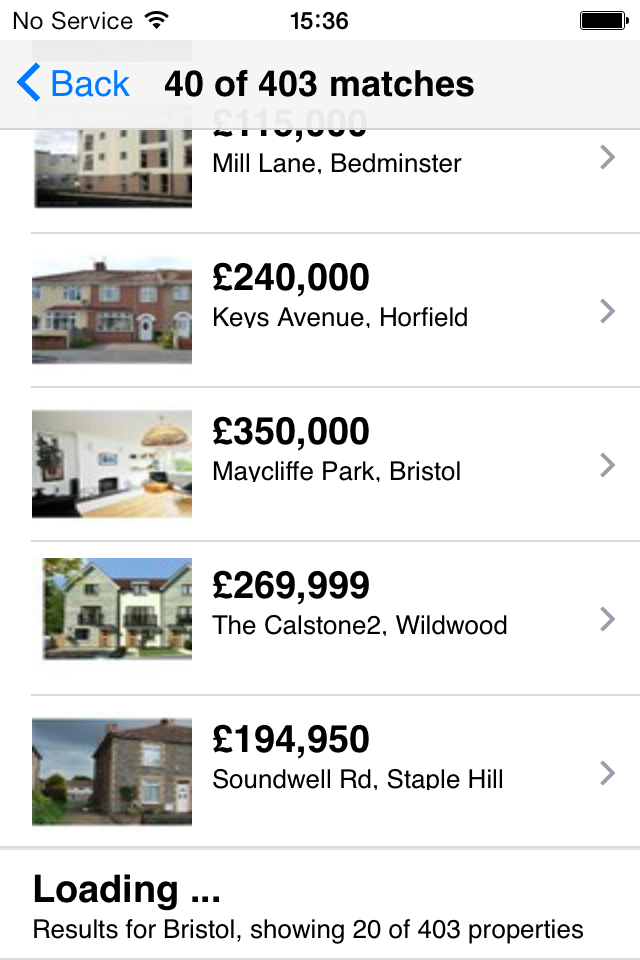 No Service 15:36
Back 40 of 403 matches
£115,000
Mill Lane, Bedminster
£240,000
Keys Avenue, Horfield
£350,000
Maycliffe Park, Bristol
£269,999
The Calstone2, Wildwood
£194,950
Soundwell Rd, Staple Hill
Loading ...
Results for Bristol, showing 20 of 403 properties